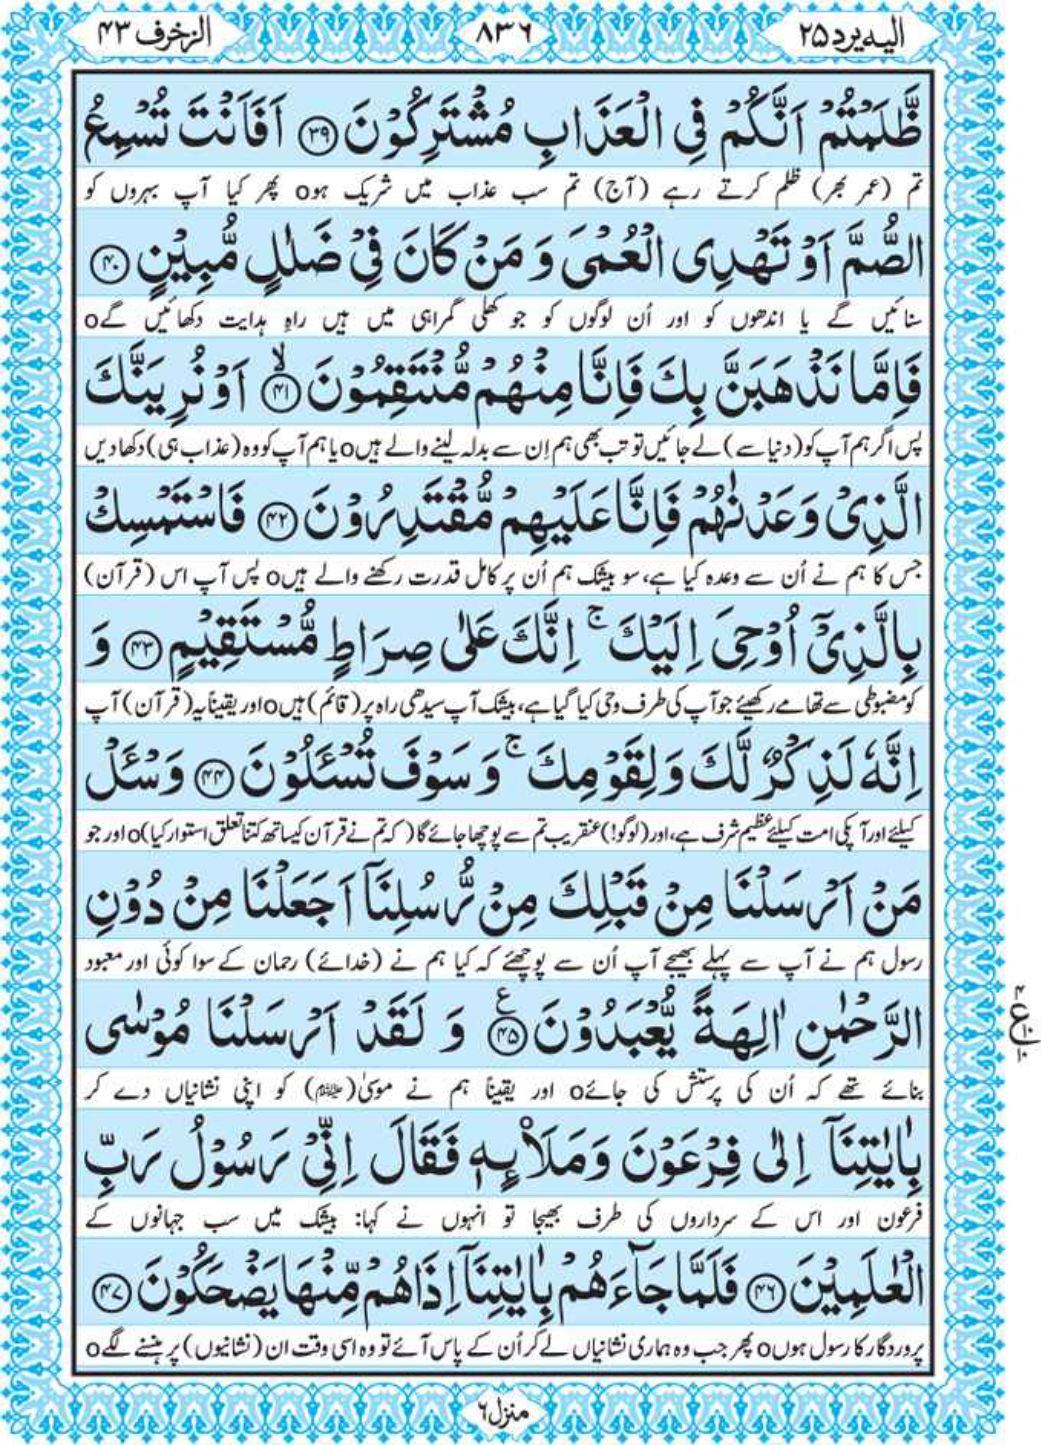 الیہ یرد ۲۵
۸۳۶
الزخرف ۴۳
ظَّلَمْتُمْ اَنَّكُمْ فِی الْعَذَابِ مُشْتَرِكُوْنَ ﴿۳۹﴾ اَفَاَنْتَ تُسْمِعُ
تم (عمر بھر) ظلم کرتے رہے (آج) تم سب عذاب میں شریک ہوo پھر کیا آپ بہروں کو
الصُّمَّ اَوْ تَهْدِی الْعُمْیَ وَ مَنْ كَانَ فِیْ ضَلٰلٍ مُّبِیْنٍ ﴿۴۰﴾
سنائیں گے یا اندھوں کو اور اُن لوگوں کو جو کھلی گمراہی میں ہیں راہِ ہدایت دکھائیں گےo
فَاِمَّا نَذْهَبَنَّ بِكَ فَاِنَّا مِنْهُمْ مُّنْتَقِمُوْنَ ﴿۴۱﴾ۙ اَوْ نُرِیَنَّكَ
پس اگر ہم آپ کو (دنیا سے) لے جائیں تو تب بھی ہم اِن سے بدلہ لینے والے ہیںo یا ہم آپ کو وہ (عذاب ہی) دکھا دیں
الَّذِیْ وَعَدْنٰهُمْ فَاِنَّا عَلَیْهِمْ مُّقْتَدِرُوْنَ ﴿۴۲﴾ فَاسْتَمْسِكْ
جس کا ہم نے اُن سے وعدہ کیا ہے، سو بیشک ہم اُن پر کامل قدرت رکھنے والے ہیںo پس آپ اس (قرآن)
بِالَّذِیْۤ اُوْحِیَ اِلَیْكَ ۚ اِنَّكَ عَلٰی صِرَاطٍ مُّسْتَقِیْمٍ ﴿۴۳﴾ وَ
کو مضبوطی سے تھامے رکھیئے جو آپ کی طرف وحی کیا گیا ہے، بیشک آپ سیدھی راہ پر (قائم) ہیںo اور یقیناً یہ (قرآن) آپ
اِنَّهٗ لَذِكْرٌ لَّكَ وَ لِقَوْمِكَ ۚ وَ سَوْفَ تُسْـَٔلُوْنَ ﴿۴۴﴾ وَ سْـَٔلْ
کیلئے اور آپکی امت کیلئے عظیم شرف ہے، اور (لوگو!) عنقریب تم سے پوچھا جائے گا (کہ تم نے قرآن کیساتھ کتنا تعلق استوار کیا)o اور جو
مَنْ اَرْسَلْنَا مِنْ قَبْلِكَ مِنْ رُّسُلِنَاۤ اَجَعَلْنَا مِنْ دُوْنِ
رسول ہم نے آپ سے پہلے بھیجے آپ اُن سے پوچھئے کہ کیا ہم نے (خدائے) رحمان کے سوا کوئی اور معبود
الرَّحْمٰنِ اٰلِهَةً یُّعْبَدُوْنَ ﴿۴۵﴾ع وَ لَقَدْ اَرْسَلْنَا مُوْسٰی
بنائے تھے کہ اُن کی پرستش کی جائےo اور یقیناً ہم نے موسیٰ (علیہ السلام) کو اپنی نشانیاں دے کر
بِاٰیٰتِنَاۤ اِلٰی فِرْعَوْنَ وَ مَلَاۡىِٕهٖ فَقَالَ اِنِّیْ رَسُوْلُ رَبِّ
فرعون اور اس کے سرداروں کی طرف بھیجا تو انہوں نے کہا: بیشک میں سب جہانوں کے
الْعٰلَمِیْنَ ﴿۴۶﴾ فَلَمَّا جَآءَهُمْ بِاٰیٰتِنَاۤ اِذَا هُمْ مِّنْهَا یَضْحَكُوْنَ ﴿۴۷﴾
پروردگار کا رسول ہوںo پھر جب وہ ہماری نشانیاں لے کر اُن کے پاس آئے تو وہ اسی وقت ان (نشانیوں) پر ہنسنے لگےo
منزل ۶